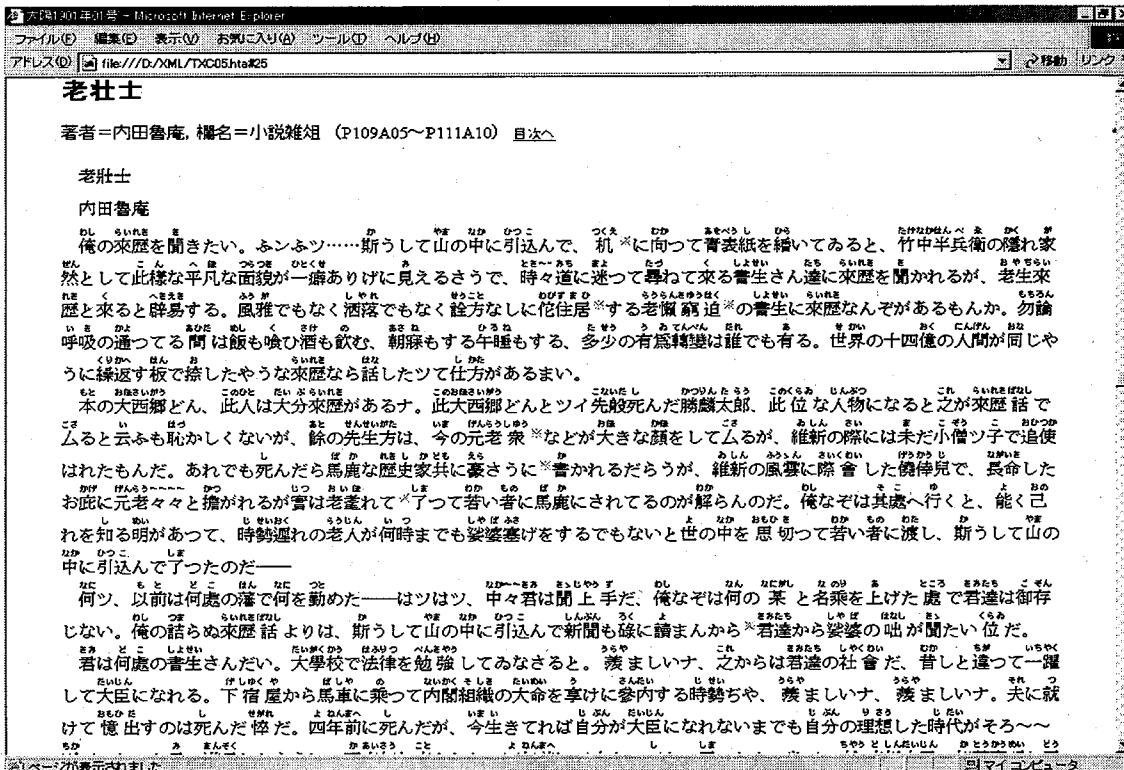 太陽1901年01号 - Microsoft Internet Explorer
ファイル(F) 編集(E) 表示(V) お気に入り(A) ツール(T) ヘルプ(H)
アドレス(D) file:///D:/XML/TXC05.hta#25 移動 リンク
老壮士
著者=内田魯庵, 欄名=小説雑俎 (P109A05～P111A10) 目次へ
老壯士
内田魯庵
俺の來歴を聞きたい。ふンふツ……斯うして山の中に引込んで、机※に向つて青表紙を繙いてゐると、竹中半兵衛の隱れ家
然として此樣な平凡な面貌が一癖ありげに見えるさうで、時々道に迷つて尋ねて來る書生さん達に來歴を聞かれるが、老生來
歴と來ると辟易する。風雅でもなく洒落でもなく詮方なしに侘住居※する老懶窮迫※の書生に來歴なんぞがあるもんか。勿論
呼吸の通つてる間は飯も喰ひ酒も飲む、朝寐もする午睡もする、多少の有爲轉變は誰でも有る。世界の十四億の人間が同じや
うに繰返す板で捺したやうな來歴なら話したツて仕方があるまい。
本の大西郷どん、此人は大分來歴があるナ。此大西郷どんとツイ先般死んだ勝麟太郎、此位な人物になると之が來歴話で
厶ると云ふも恥かしくないが、餘の先生方は、今の元老衆※などが大きな顔をして厶るが、維新の際には未だ小僧ツ子で追使
はれたもんだ。あれでも死んだら馬鹿な歴史家共に豪さうに※書かれるだらうが、維新の風雲に際會した僥倖兒で、長命した
お庇に元老々々と擔がれるが實は老耄れて※了つて若い者に馬鹿にされてるのが解らんのだ。俺なぞは其處へ行くと、能く己
れを知る明があつて、時勢遲れの老人が何時までも娑婆塞げをするでもないと世の中を思切つて若い者に渡し、斯うして山の
中に引込んで了つたのだ――
何ツ、以前は何處の藩で何を勤めた――はツはツ、中々君は聞上手だ、俺なぞは何の某と名乘を上げた處で君達は御存
じない。俺の詰らぬ來歴話よりは、斯うして山の中に引込んで新聞も碌に讀まんから※君達から娑婆の咄が聞たい位だ。
君は何處の書生さんだい。大學校で法律を勉強してゐなさると。羨ましいナ、之からは君達の社會だ、昔しと違つて一躍
して大臣になれる。下宿屋から馬車に乘つて内閣組織の大命を享けに參内する時勢ぢや、羨ましいナ、羨ましいナ。夫に就
けて憶出すのは死んだ悴だ。四年前に死んだが、今生きてれば自分が大臣になれないまでも自分の理想した時代がそろ～～
ページが表示されました マイ コンピュータ